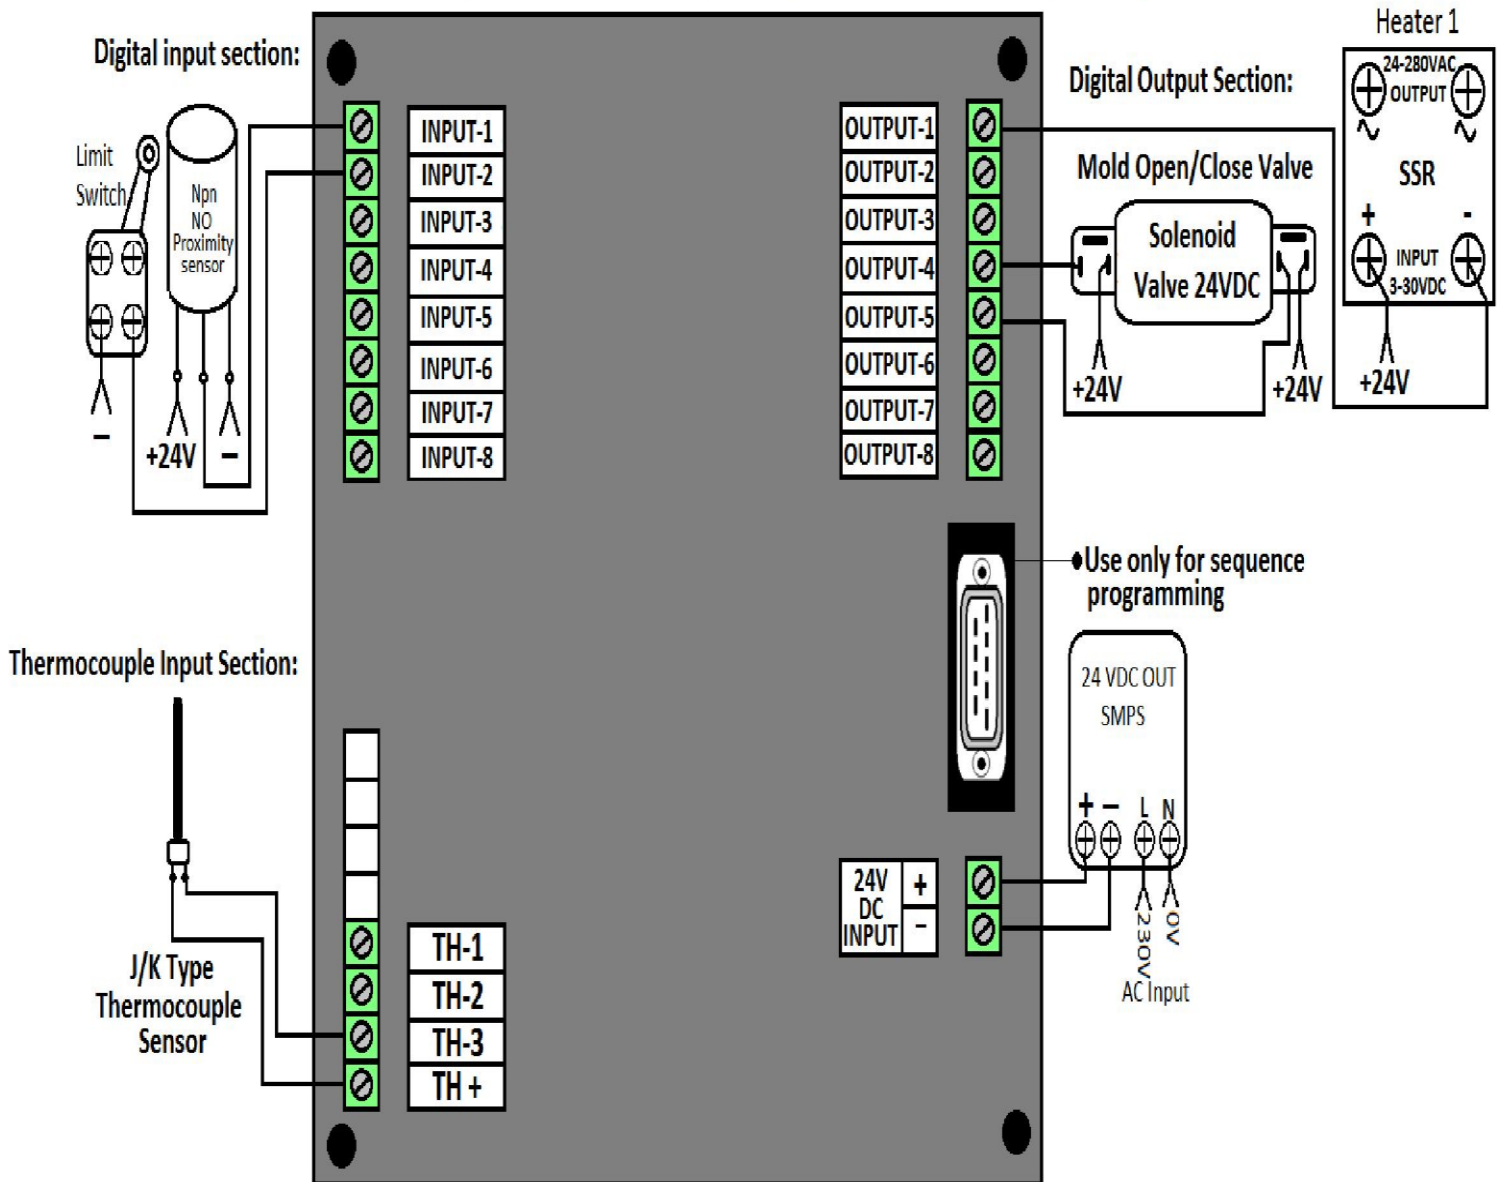 Digital input section:
Limit
Switch
Npn
NO
Proximity
sensor
–
+24V
–
INPUT-1
INPUT-2
INPUT-3
INPUT-4
INPUT-5
INPUT-6
INPUT-7
INPUT-8
OUTPUT-1
OUTPUT-2
OUTPUT-3
OUTPUT-4
OUTPUT-5
OUTPUT-6
OUTPUT-7
OUTPUT-8
Digital Output Section:
Mold Open/Close Valve
Solenoid
Valve 24VDC
+24V
+24V
Heater 1
24-280VAC
OUTPUT
SSR
+ -
INPUT
3-30VDC
+24V
Use only for sequence
programming
24 VDC OUT
SMPS
+ – L N
230V
0V
AC Input
24V
DC
INPUT
+
–
Thermocouple Input Section:
J/K Type
Thermocouple
Sensor
TH-1
TH-2
TH-3
TH +